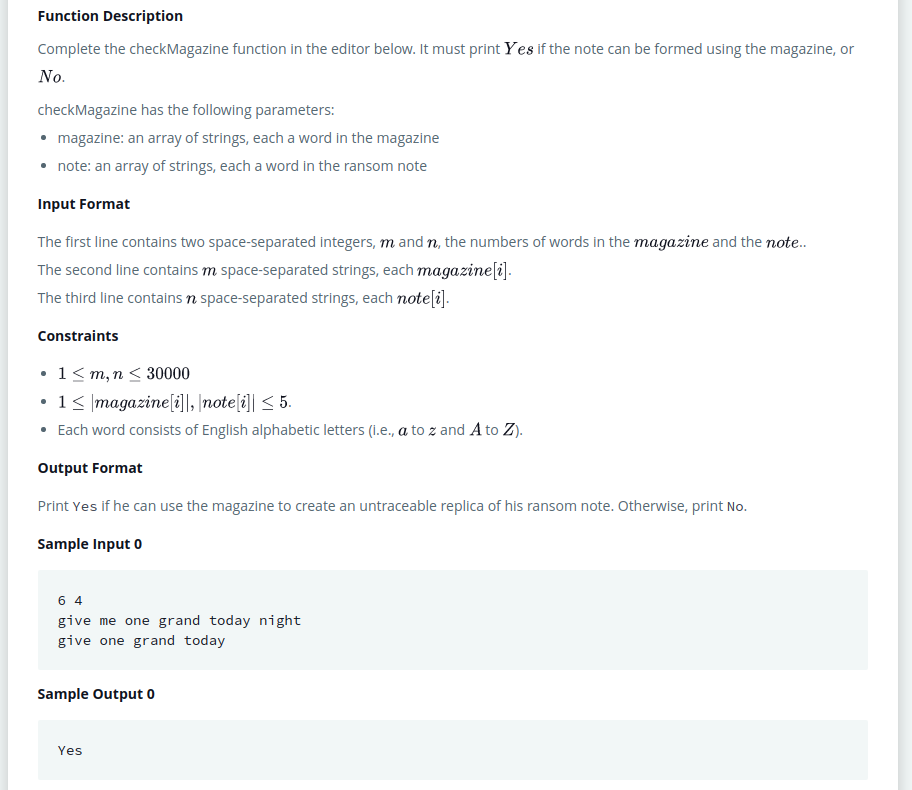 Function Description
Complete the checkMagazine function in the editor below. It must print Yes if the note can be formed using the magazine, or
No.
checkMagazine has the following parameters:
• magazine: an array of strings, each a word in the magazine
• note: an array of strings, each a word in the ransom note
Input Format
The first line contains two space-separated integers, m and n, the numbers of words in the magazine and the note..
The second line contains m space-separated strings, each magazine[i].
The third line contains n space-separated strings, each note[i].
Constraints
• 1 ≤ m, n ≤ 30000
• 1 ≤ |magazine[i]|, |note[i]| ≤ 5.
• Each word consists of English alphabetic letters (i.e., a to z and A to Z).
Output Format
Print Yes if he can use the magazine to create an untraceable replica of his ransom note. Otherwise, print No.
Sample Input 0
6 4
give me one grand today night
give one grand today
Sample Output 0
Yes